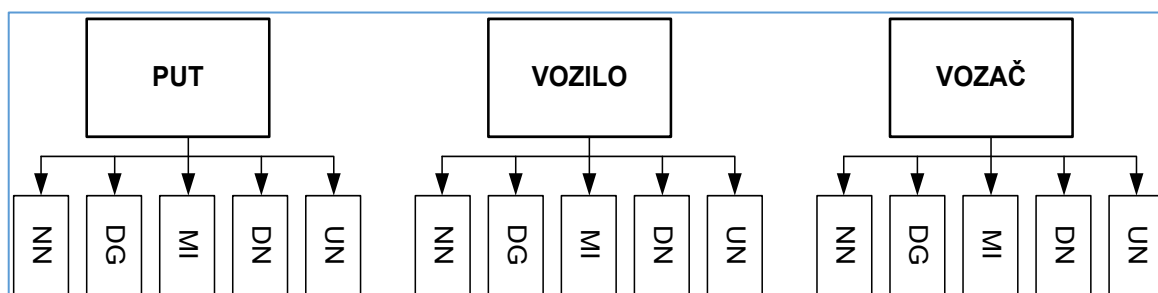 PUT VOZILO VOZAČ
NN DG MI DN UN NN DG MI DN UN NN DG MI DN UN